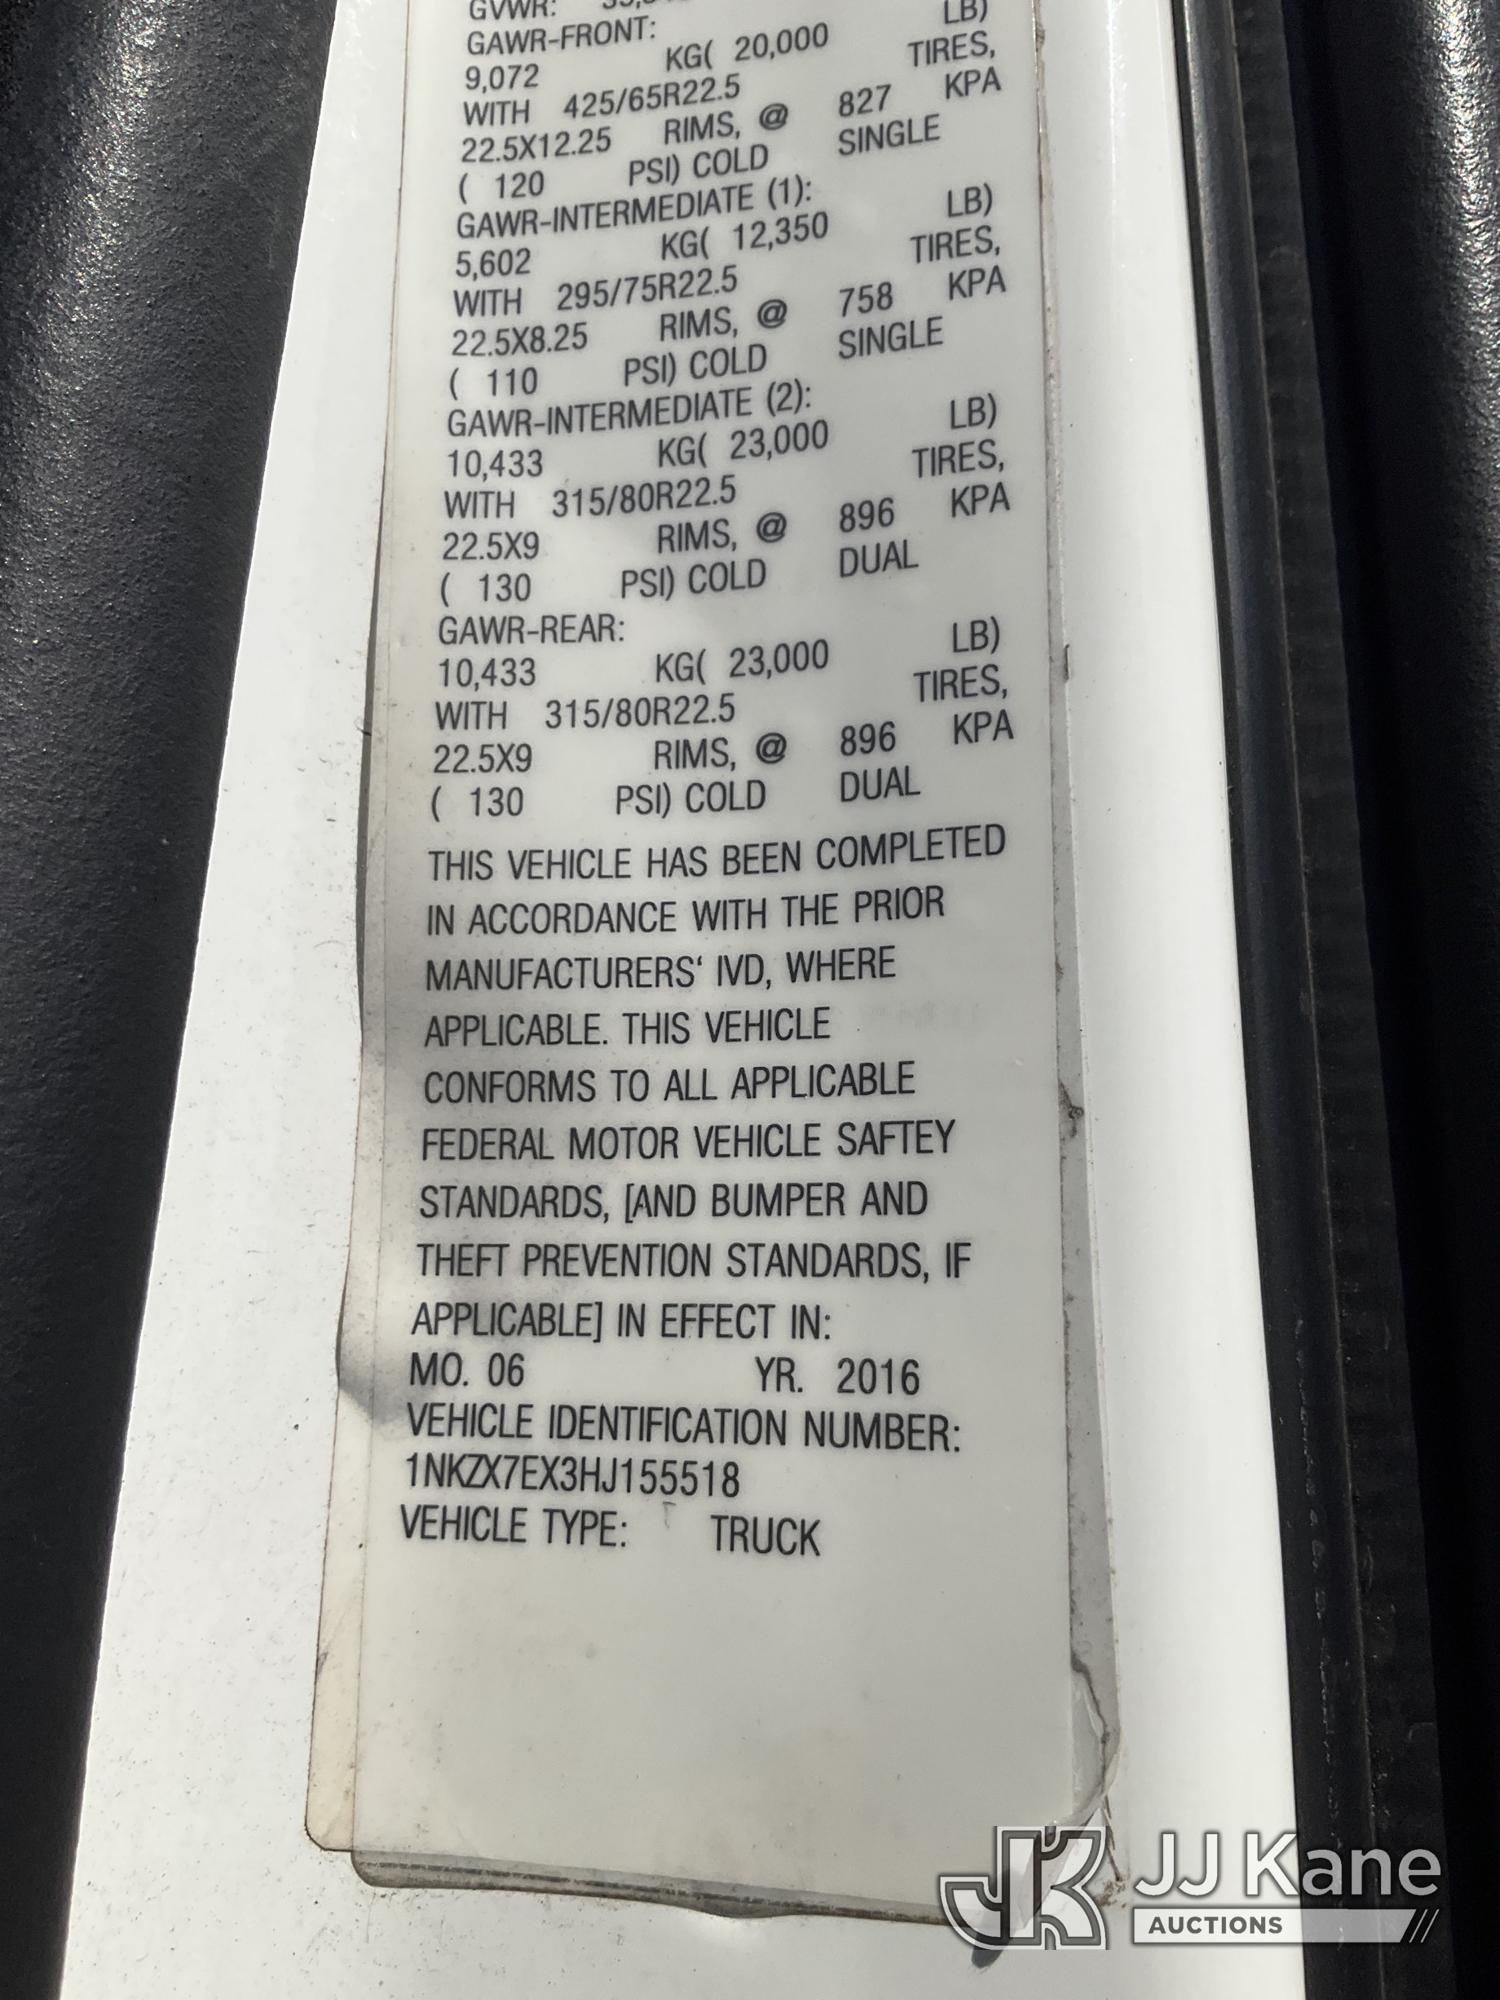 GVWR:
GAWR-FRONT:
9,072 KG( 20,000 LB)
WITH 425/65R22.5 TIRES,
22.5X12.25 RIMS, @ 827 KPA
( 120 PSI) COLD SINGLE
GAWR-INTERMEDIATE (1):
5,602 KG( 12,350 LB)
WITH 295/75R22.5 TIRES,
22.5X8.25 RIMS, @ 758 KPA
( 110 PSI) COLD SINGLE
GAWR-INTERMEDIATE (2):
10,433 KG( 23,000 LB)
WITH 315/80R22.5 TIRES,
22.5X9 RIMS, @ 896 KPA
( 130 PSI) COLD DUAL
GAWR-REAR:
10,433 KG( 23,000 LB)
WITH 315/80R22.5 TIRES,
22.5X9 RIMS, @ 896 KPA
( 130 PSI) COLD DUAL
THIS VEHICLE HAS BEEN COMPLETED
IN ACCORDANCE WITH THE PRIOR
MANUFACTURERS' IVD, WHERE
APPLICABLE. THIS VEHICLE
CONFORMS TO ALL APPLICABLE
FEDERAL MOTOR VEHICLE SAFTEY
STANDARDS, [AND BUMPER AND
THEFT PREVENTION STANDARDS, IF
APPLICABLE] IN EFFECT IN:
MO. 06 YR. 2016
VEHICLE IDENTIFICATION NUMBER:
1NKZX7EX3HJ155518
VEHICLE TYPE: TRUCK
JK JJ Kane
AUCTIONS